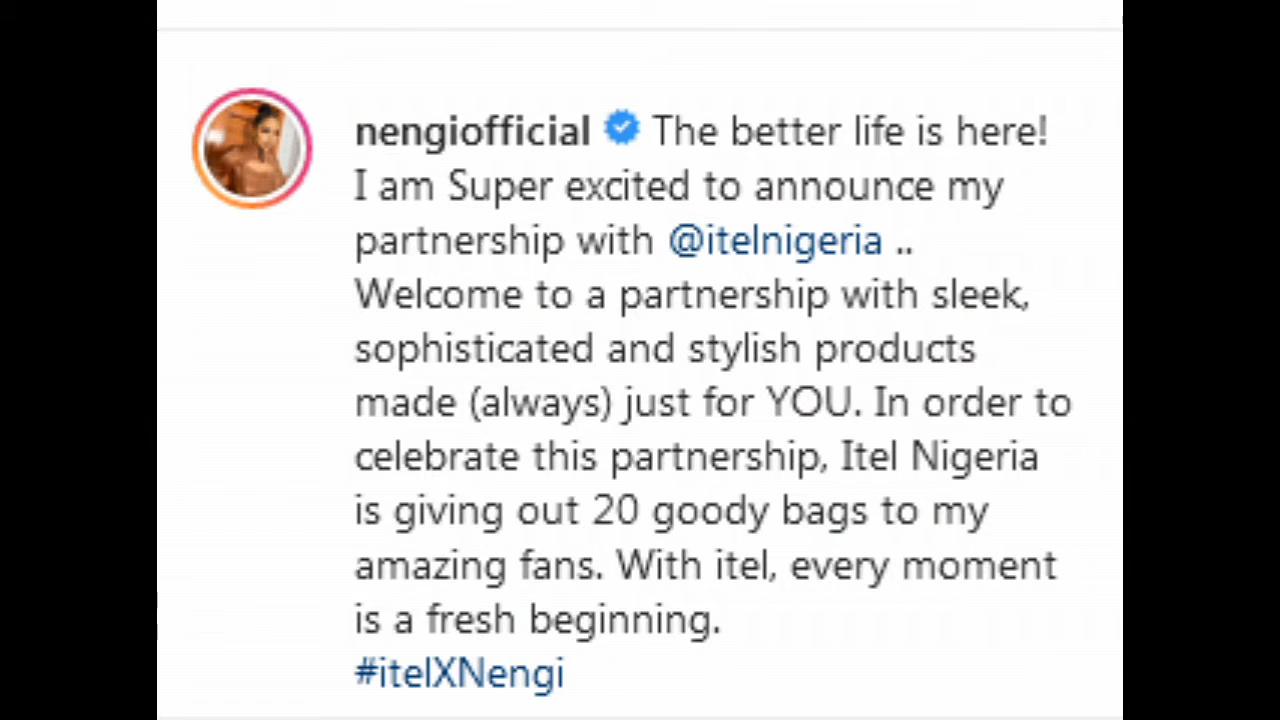 nengiofficial The better life is here!
I am Super excited to announce my
partnership with @itelnigeria ..
Welcome to a partnership with sleek,
sophisticated and stylish products
made (always) just for YOU. In order to
celebrate this partnership, Itel Nigeria
is giving out 20 goody bags to my
amazing fans. With itel, every moment
is a fresh beginning.
#itelXNengi